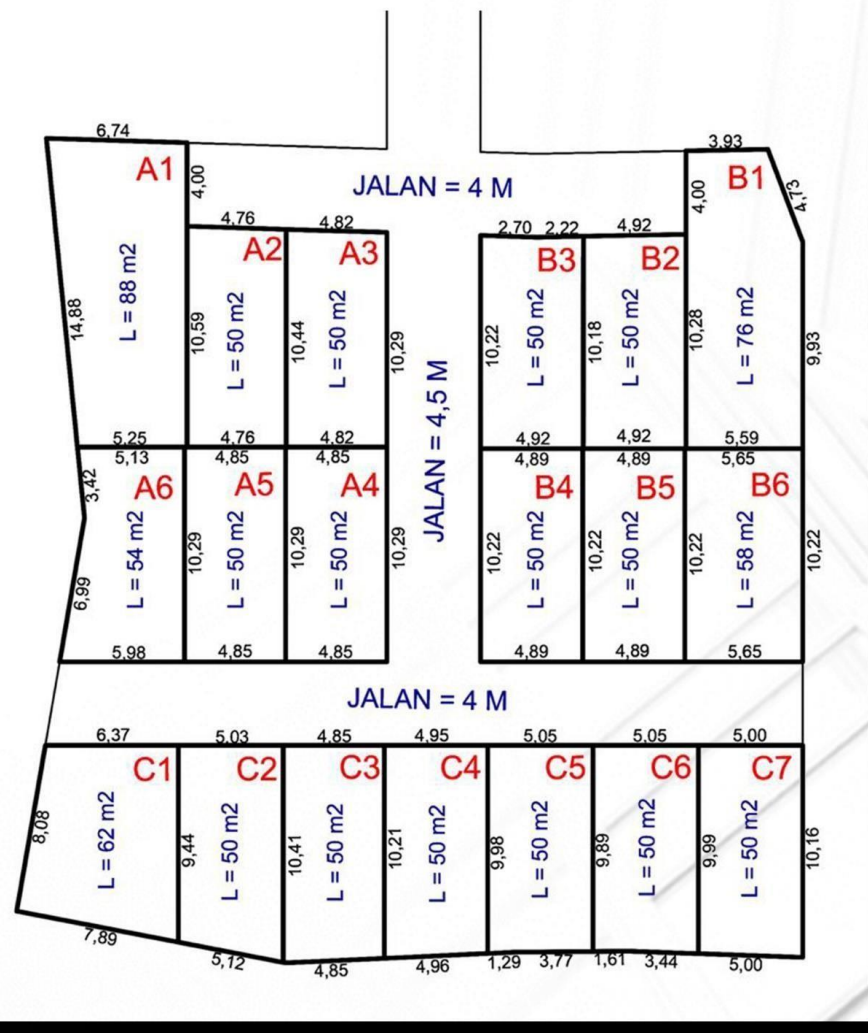 6,74
3,93
A1
4,00
JALAN = 4 M
4,00
B1
4,73
4,76
4,82
2,70
2,22
4,92
A2
A3
B3
B2
14,88
L = 88 m2
10,59
L = 50 m2
10,44
L = 50 m2
10,29
JALAN = 4,5 M
10,22
L = 50 m2
10,18
L = 50 m2
10,28
L = 76 m2
9,93
5,25
4,76
4,82
4,92
4,92
5,59
5,13
4,85
4,85
4,89
4,89
5,65
3,42
A6
A5
A4
B4
B5
B6
6,99
L = 54 m2
10,29
L = 50 m2
10,29
L = 50 m2
10,29
10,22
L = 50 m2
10,22
L = 50 m2
10,22
L = 58 m2
10,22
5,98
4,85
4,85
4,89
4,89
5,65
JALAN = 4 M
6,37
5,03
4,85
4,95
5,05
5,05
5,00
C1
C2
C3
C4
C5
C6
C7
8,08
L = 62 m2
9,44
L = 50 m2
10,41
L = 50 m2
10,21
L = 50 m2
9,98
L = 50 m2
9,89
L = 50 m2
9,99
L = 50 m2
10,16
7,89
5,12
4,85
4,96
1,29
3,77
1,61
3,44
5,00